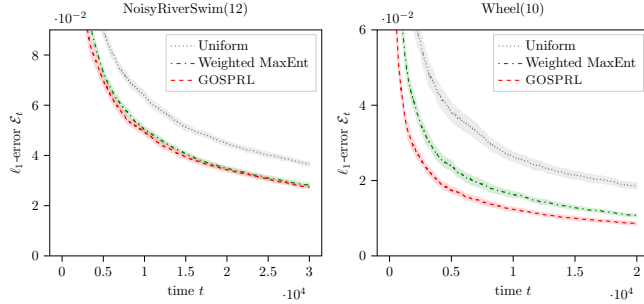 NoisyRiverSwim(12)
·10⁻²
8
6
4
2
0
ℓ₁-error ℰₜ
Uniform
Weighted MaxEnt
GOSPRL
0 0.5 1 1.5 2 2.5 3
time t
·10⁴
Wheel(10)
·10⁻²
6
4
2
0
ℓ₁-error ℰₜ
Uniform
Weighted MaxEnt
GOSPRL
0 0.5 1 1.5 2
time t
·10⁴